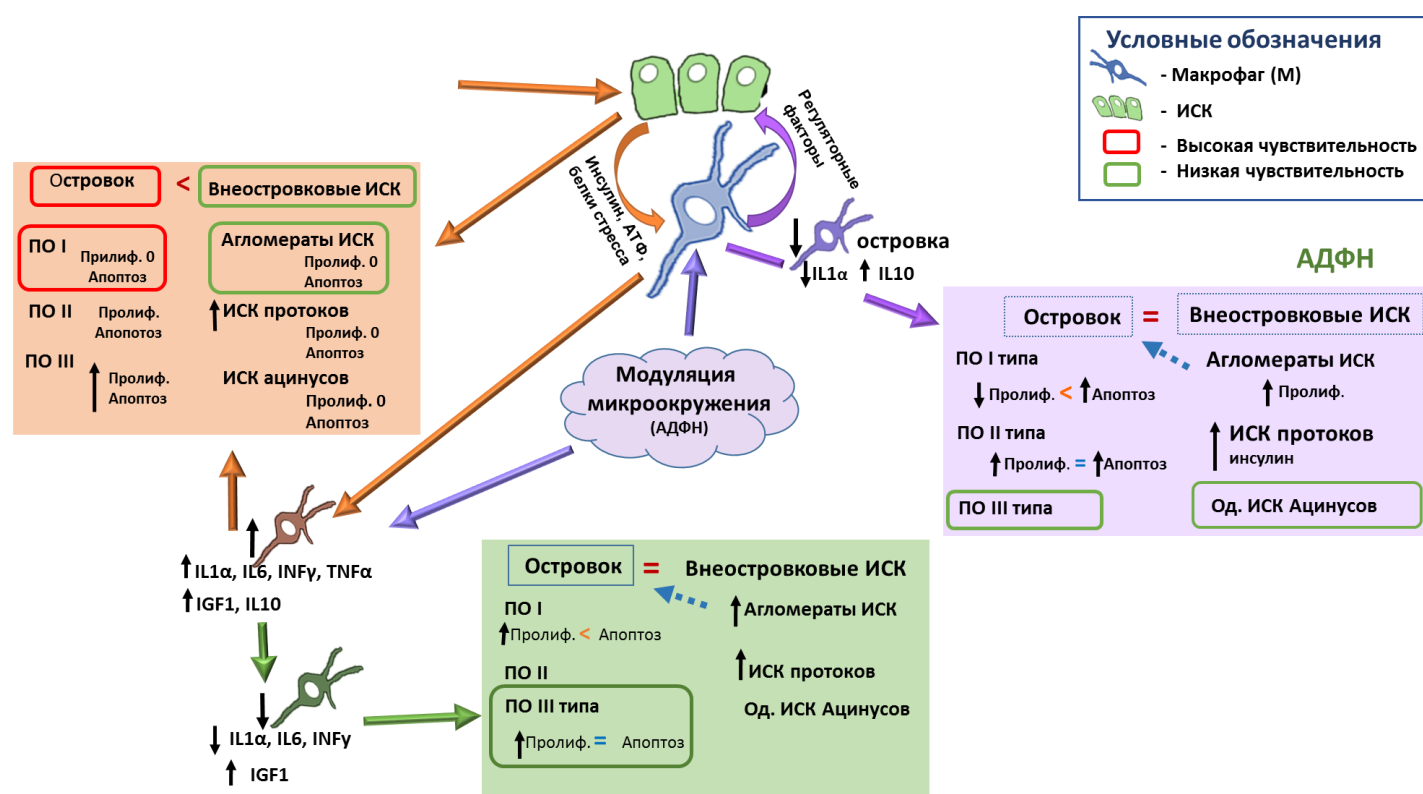 Условные обозначения
- Макрофаг (М)
- ИСК
- Высокая чувствительность
- Низкая чувствительность
Инсулин, АТФ,
белки стресса
Регуляторные
факторы
островка
IL1α IL10
Островок < Внеостровковые ИСК
ПО I
Прилиф. 0
Апоптоз
ПО II Пролиф.
Апопотоз
ПО III
Пролиф.
Апоптоз
Агломераты ИСК
Пролиф. 0
Апоптоз
ИСК протоков
Пролиф. 0
Апоптоз
ИСК ацинусов
Пролиф. 0
Апоптоз
Модуляция
микроокружения
(АДФН)
АДФН
Островок = Внеостровковые ИСК
ПО I типа
Пролиф. < Апоптоз
ПО II типа
Пролиф. = Апоптоз
ПО III типа
Агломераты ИСК
Пролиф.
ИСК протоков
инсулин
Од. ИСК Ацинусов
IL1α, IL6, INFγ, TNFα
IGF1, IL10
IL1α, IL6, INFγ
IGF1
Островок = Внеостровковые ИСК
ПО I
Пролиф. < Апоптоз
ПО II
ПО III типа
Пролиф. = Апоптоз
Агломераты ИСК
ИСК протоков
Од. ИСК Ацинусов